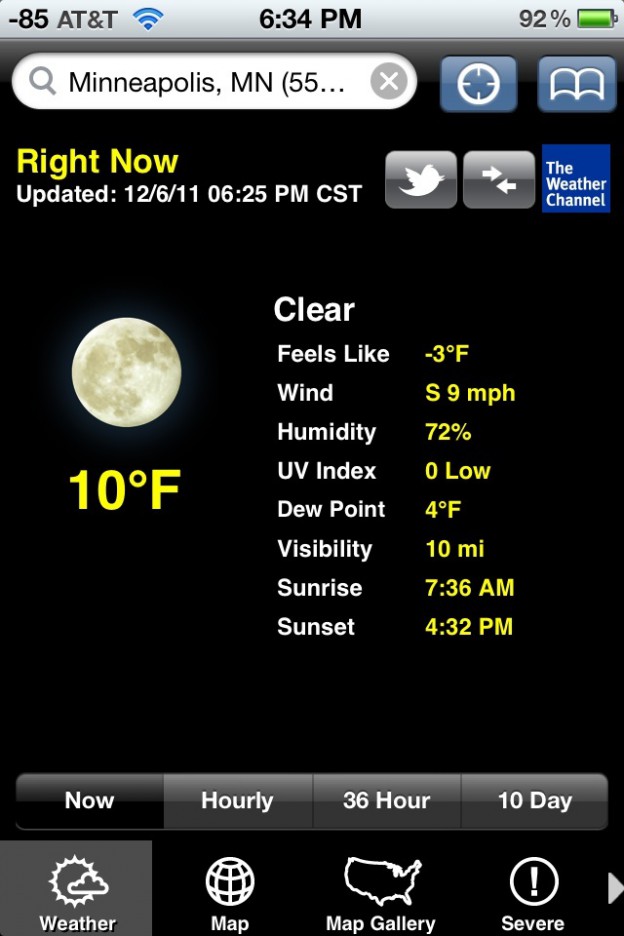 -85 AT&T 6:34 PM 92%
Minneapolis, MN (55...
Right Now
Updated: 12/6/11 06:25 PM CST
The
Weather
Channel
Clear
Feels Like -3°F
Wind S 9 mph
Humidity 72%
UV Index 0 Low
Dew Point 4°F
Visibility 10 mi
Sunrise 7:36 AM
Sunset 4:32 PM
10°F
Now Hourly 36 Hour 10 Day
Weather Map Map Gallery Severe